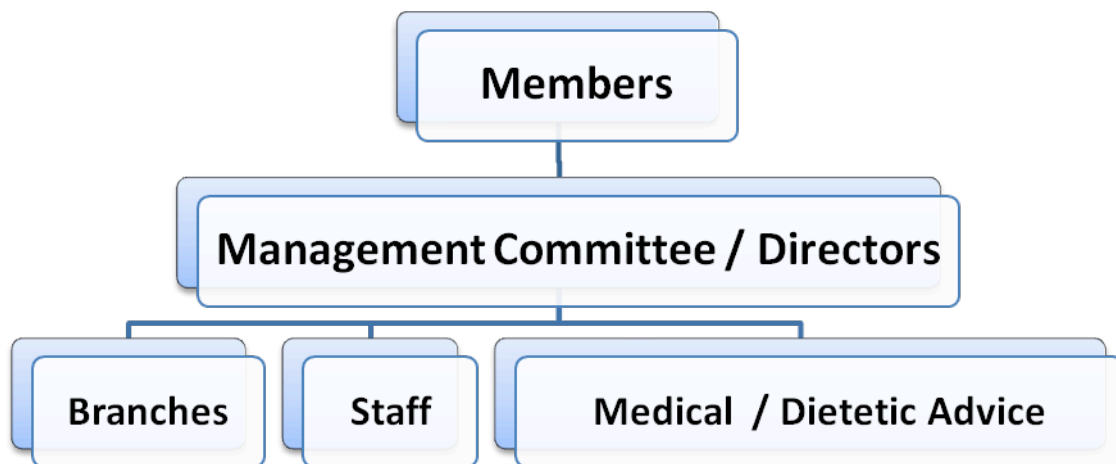 Members
Management Committee / Directors
Branches
Staff
Medical / Dietetic Advice